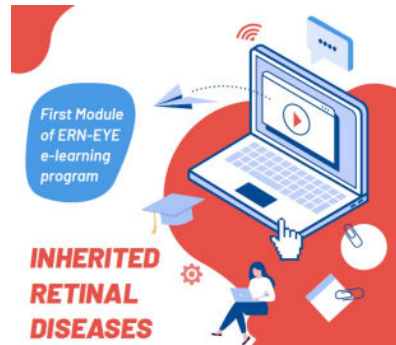 First Module
of ERN-EYE
e-learning
program
INHERITED
RETINAL
DISEASES